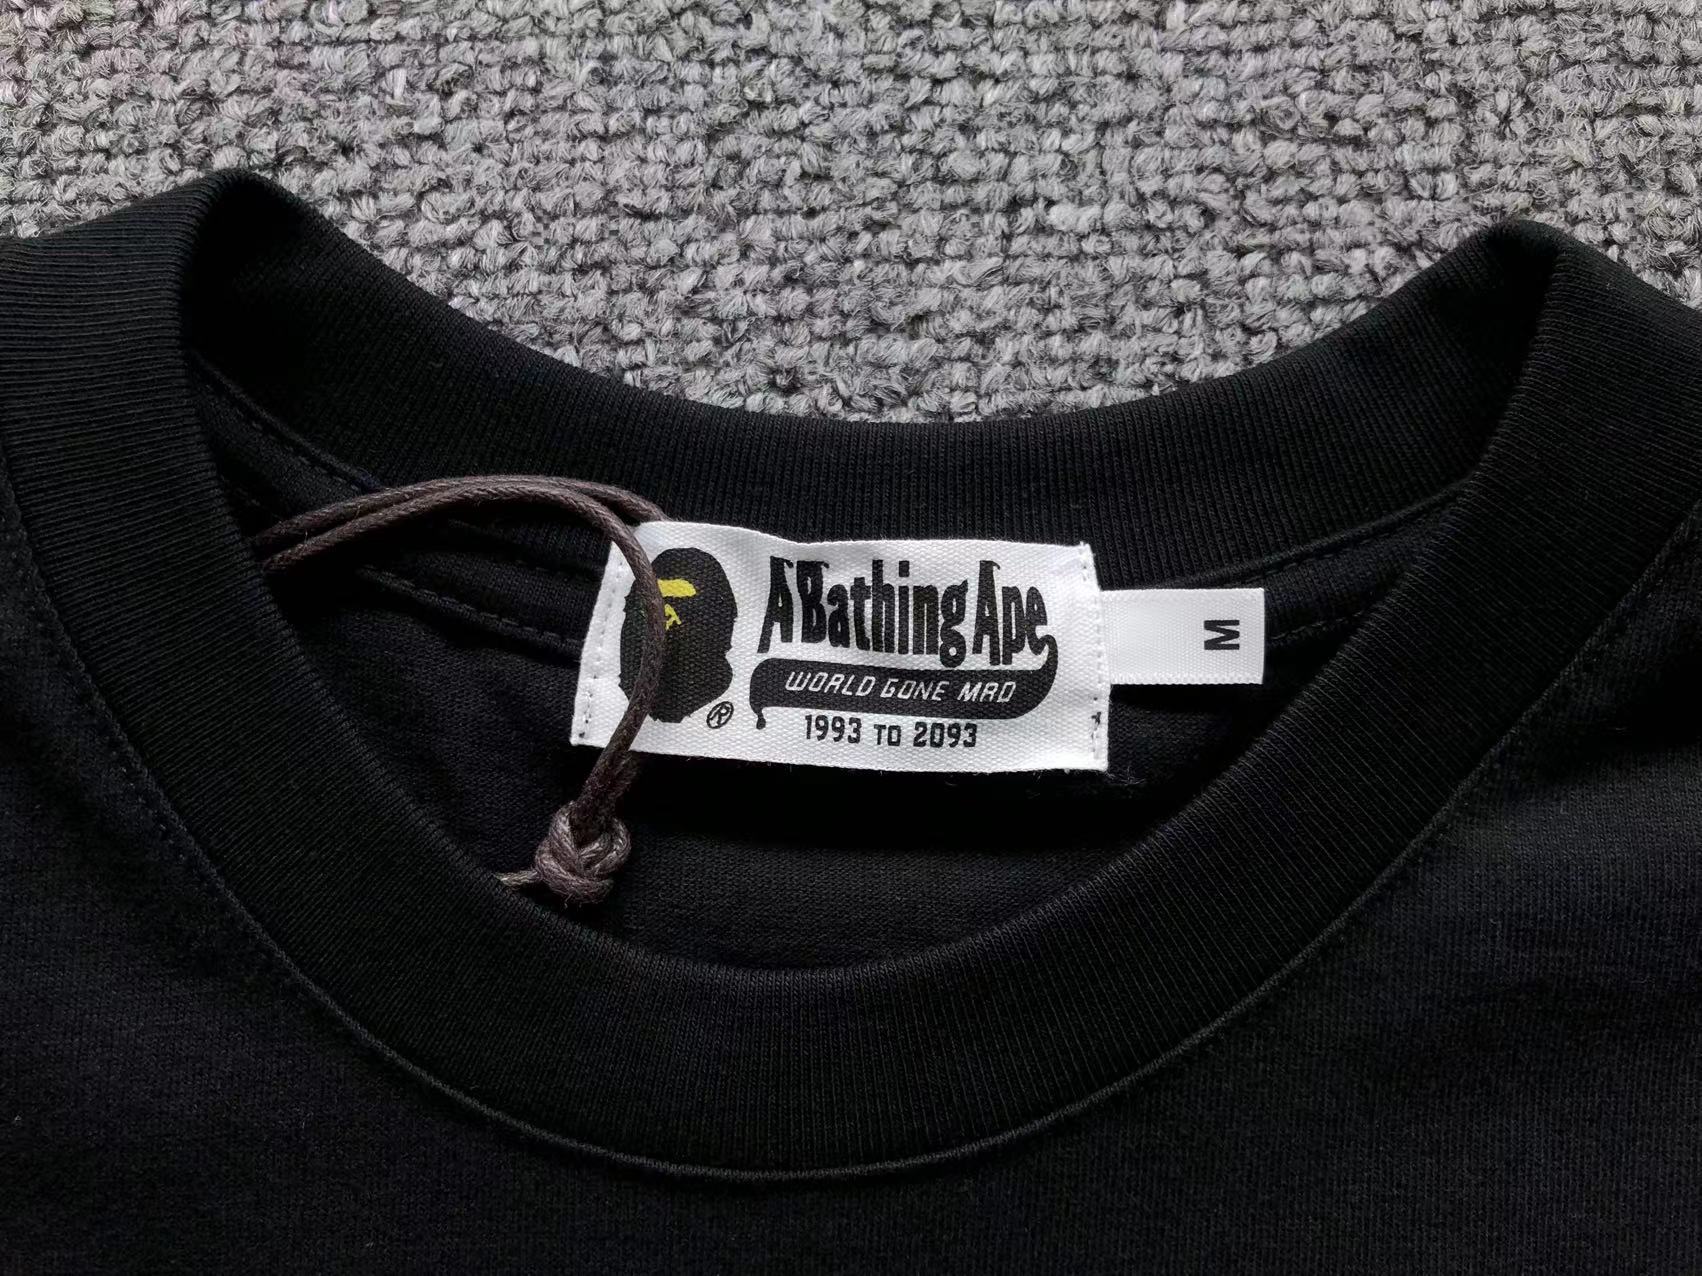 A Bathing Ape
WORLD GONE MAD
1993 TO 2093
®
M